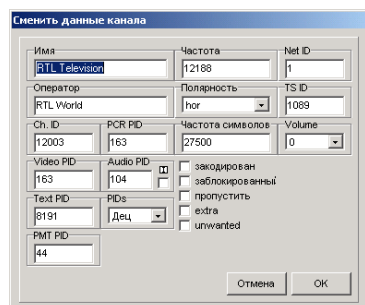 Сменить данные канала
Имя Частота Net ID
RTL Television 12188 1
Оператор Полярность TS ID
RTL World hor 1089
Ch. ID PCR PID Частота символов Volume
12003 163 27500 0
Video PID Audio PID
163 104
закодирован
заблокированный
Text PID PIDs пропустить
8191 Дец extra
unwanted
PMT PID
44
Отмена OK